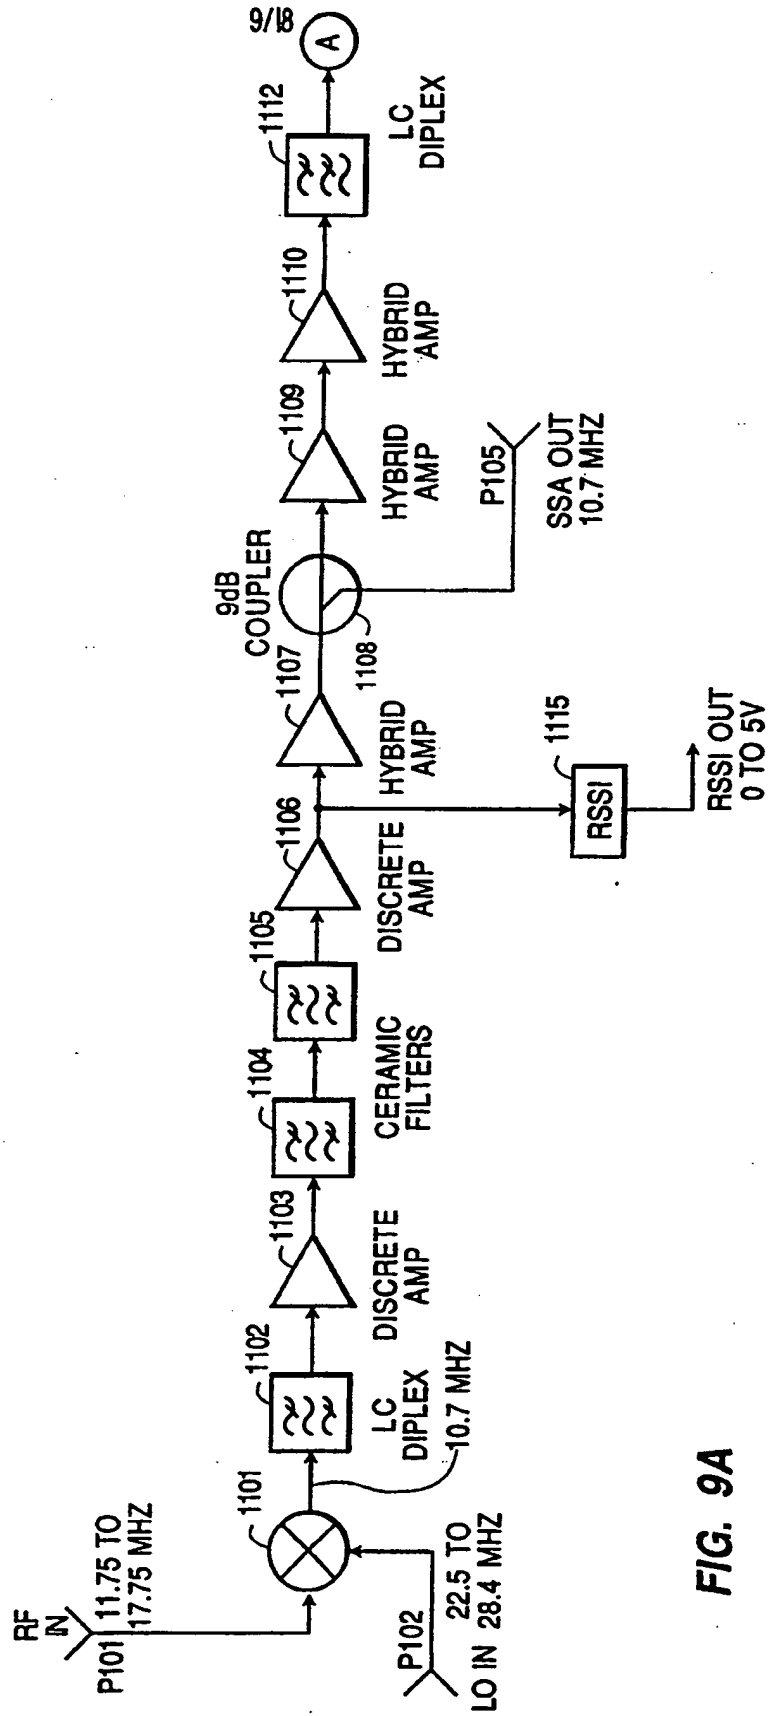 RF
IN
P101
11.75 TO
17.75 MHZ
1101
P102
LO IN
22.5 TO
28.4 MHZ
10.7 MHZ
1102
LC
DIPLEX
1103
DISCRETE
AMP
1104
1105
CERAMIC
FILTERS
1106
DISCRETE
AMP
1115
RSSI
RSSI OUT
0 TO 5V
1107
HYBRID
AMP
9dB
COUPLER
1108
P105
SSA OUT
10.7 MHZ
1109
HYBRID
AMP
1110
HYBRID
AMP
1112
LC
DIPLEX
A
FIG. 9A